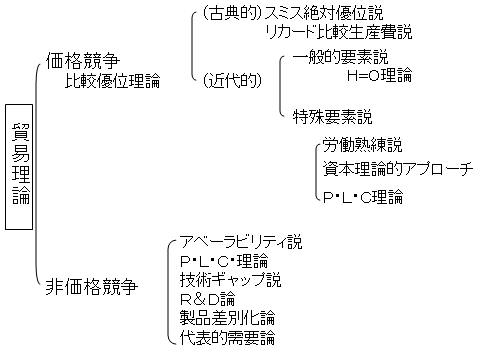 (古典的)スミス絶対優位説
リカード比較生産費説
価格競争
比較優位理論
(近代的)
一般的要素説
H=O理論
特殊要素説
労働熟練説
資本理論的アプローチ
P・L・C理論
貿易理論
非価格競争
アベーラビリティ説
P・L・C・理論
技術ギャップ説
R&D論
製品差別化論
代表的需要論